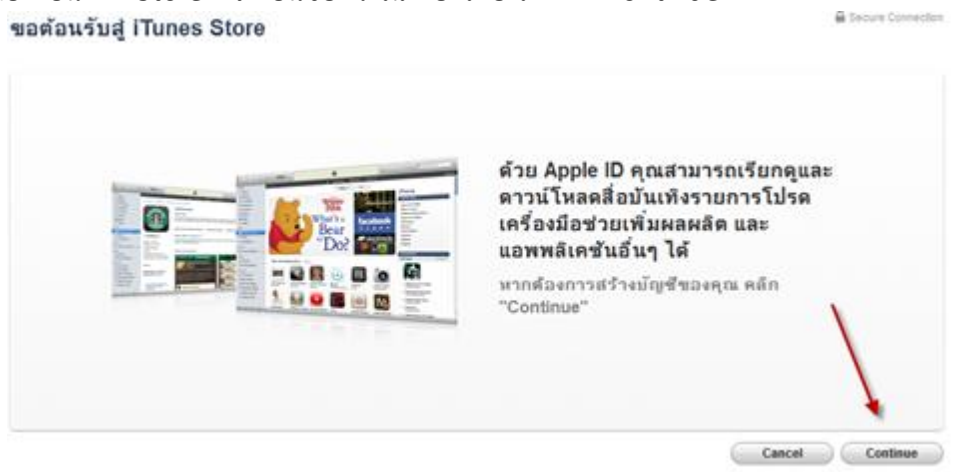 ขอต้อนรับสู่ iTunes Store
Secure Connection
ด้วย Apple ID คุณสามารถเรียกดูและ
ดาวน์โหลดสื่อบันเทิงรายการโปรด
เครื่องมือช่วยเพิ่มผลผลิต และ
แอพพลิเคชันอื่นๆ ได้
หากต้องการสร้างบัญชีของคุณ คลิก
"Continue"
What's a
Bear
to Do?
facebook
Cancel
Continue